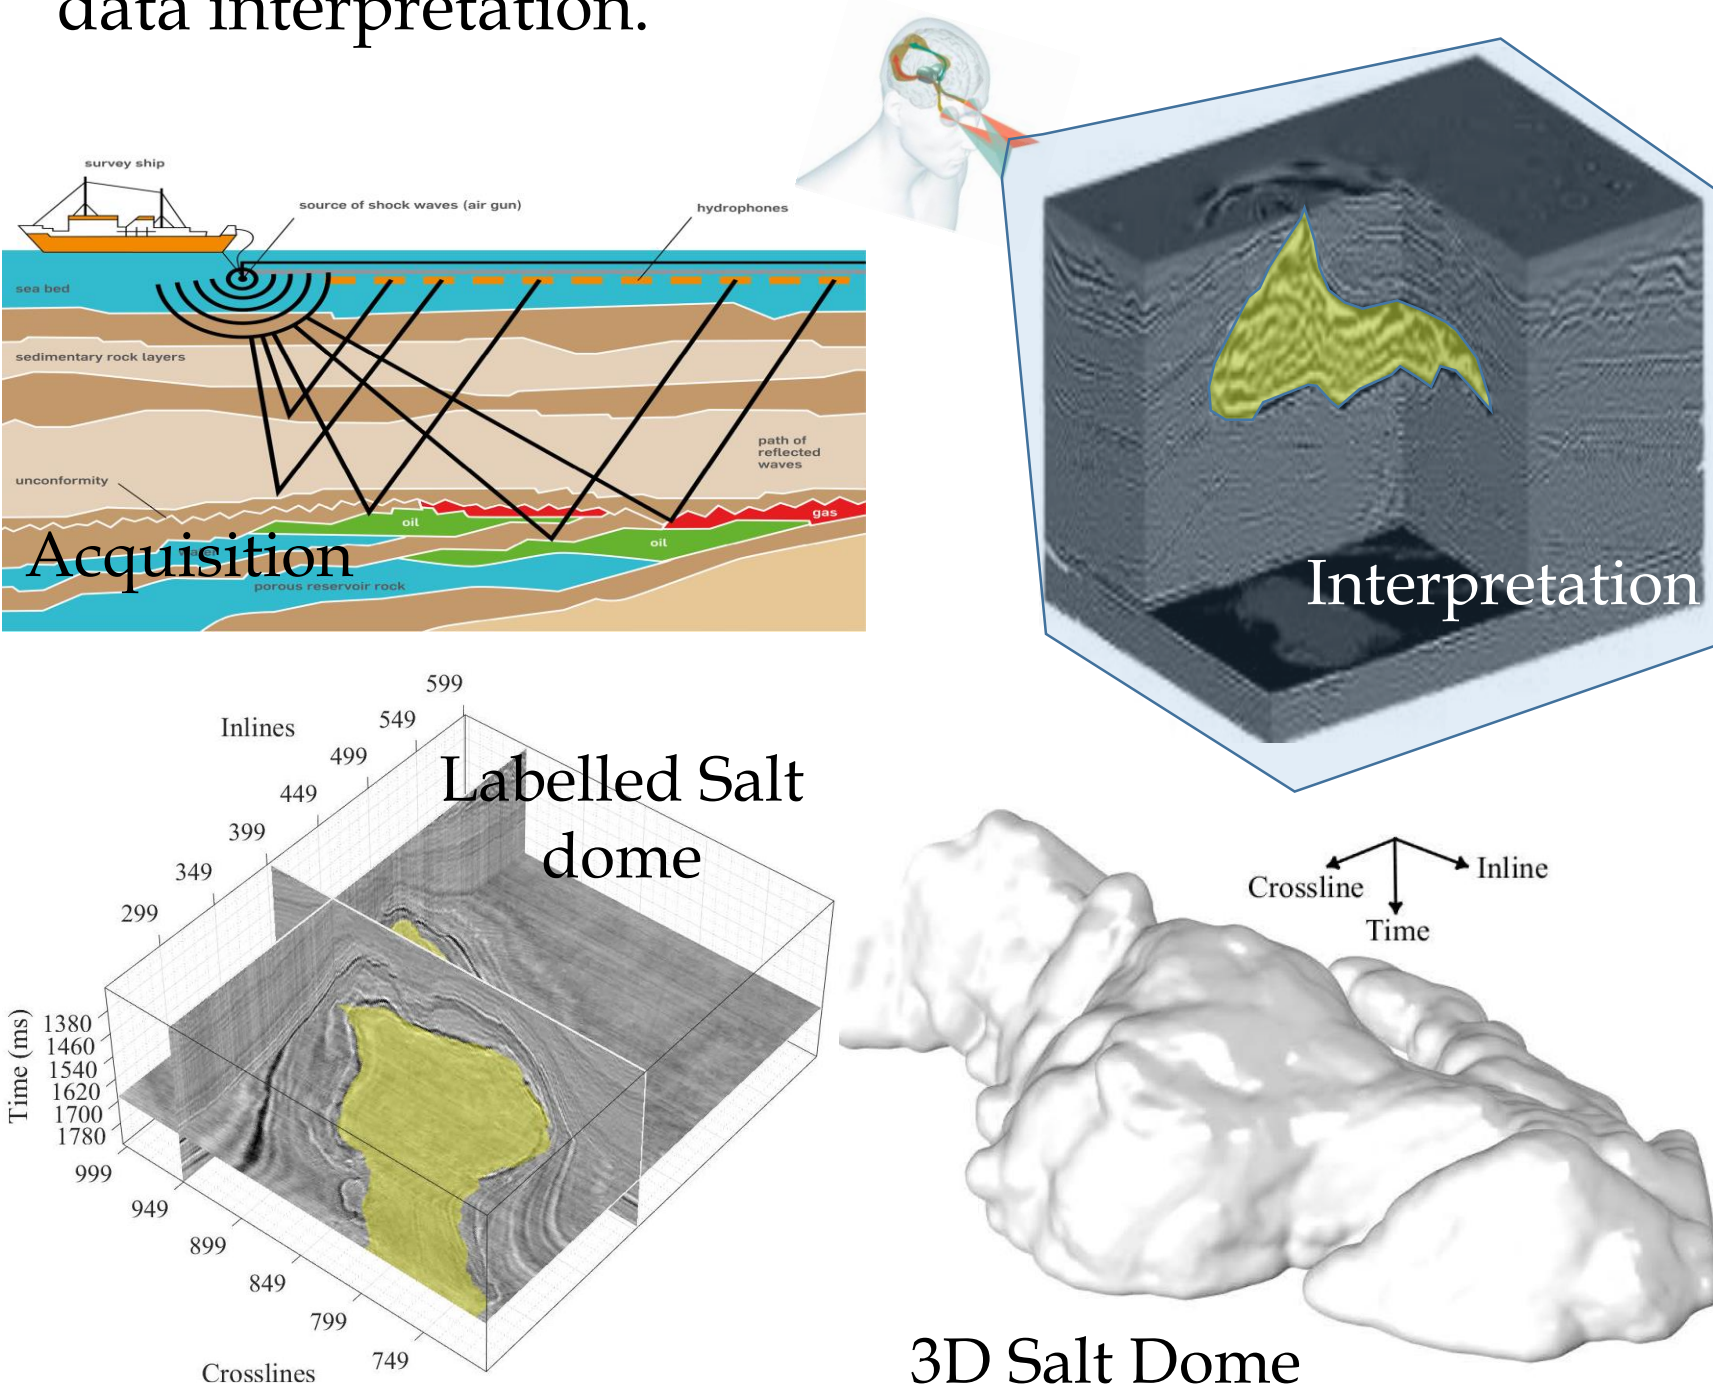 data interpretation.
survey ship
source of shock waves (air gun)
hydrophones
sea bed
sedimentary rock layers
path of
reflected
waves
unconformity
oil
gas
oil
water
porous reservoir rock
Acquisition
Interpretation
Inlines
599
549
499
449
399
349
299
Labelled Salt
dome
Time (ms)
1380
1460
1540
1620
1700
1780
999
949
899
849
799
749
Crosslines
Crossline
Inline
Time
3D Salt Dome